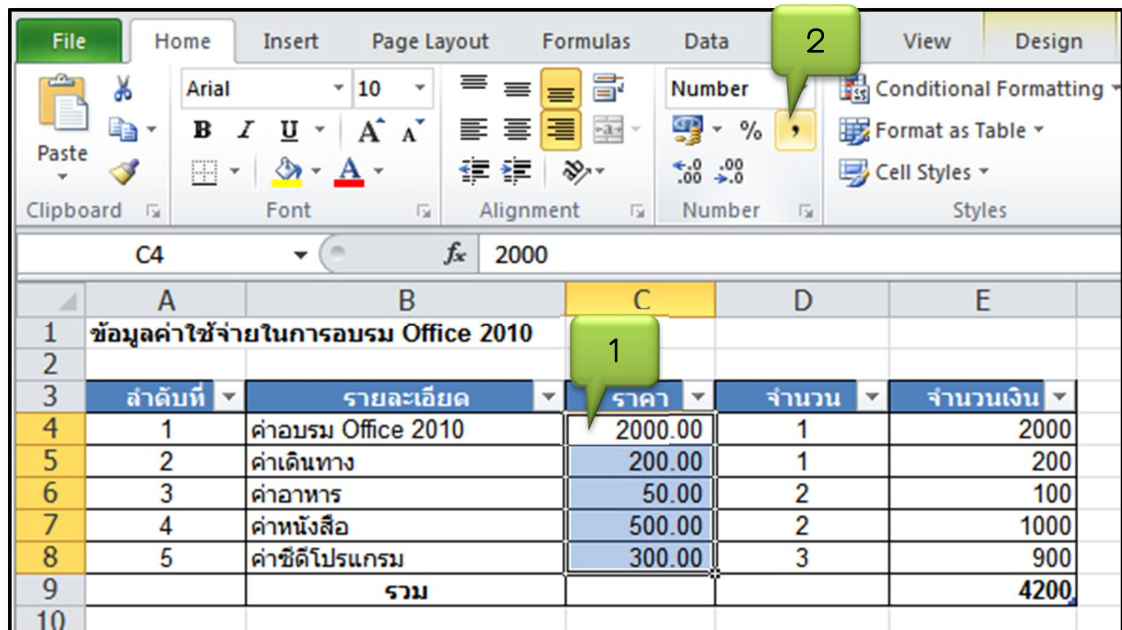 File Home Insert Page Layout Formulas Data 2 View Design
Arial 10 Number Conditional Formatting
Paste B I U A A % , Format as Table
.0 .00 .00 .0 Cell Styles
Clipboard Font Alignment Number Styles
C4 fx 2000
A B C D E
1 ข้อมูลค่าใช้จ่ายในการอบรม Office 2010
1
2
3 ลำดับที่ รายละเอียด ราคา จำนวน จำนวนเงิน
4 1 ค่าอบรม Office 2010 2000.00 1 2000
5 2 ค่าเดินทาง 200.00 1 200
6 3 ค่าอาหาร 50.00 2 100
7 4 ค่าหนังสือ 500.00 2 1000
8 5 ค่าซีดีโปรแกรม 300.00 3 900
9 รวม 4200
10